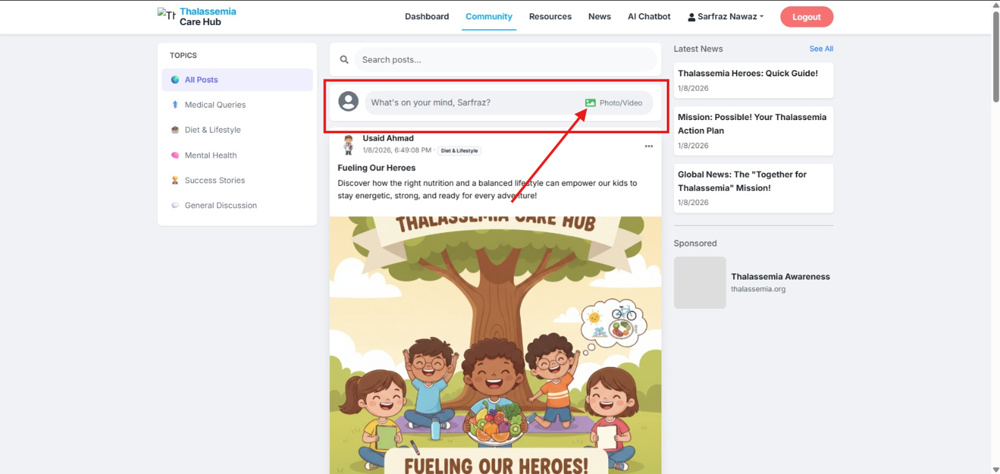 Th
Thalassemia
Care Hub
Dashboard
Community
Resources
News
AI Chatbot
Sarfraz Nawaz
Logout
TOPICS
All Posts
Medical Queries
Diet & Lifestyle
Mental Health
Success Stories
General Discussion
Search posts...
What's on your mind, Sarfraz?
Photo/Video
Usaid Ahmad
1/8/2026, 6:49:08 PM · Diet & Lifestyle
Fueling Our Heroes
Discover how the right nutrition and a balanced lifestyle can empower our kids to
stay energetic, strong, and ready for every adventure!
THALASSEMIA CARE HUB
FUELING OUR HEROES!
Latest News
See All
Thalassemia Heroes: Quick Guide!
1/8/2026
Mission: Possible! Your Thalassemia
Action Plan
1/8/2026
Global News: The "Together for
Thalassemia" Mission!
1/8/2026
Sponsored
Thalassemia Awareness
thalassemia.org